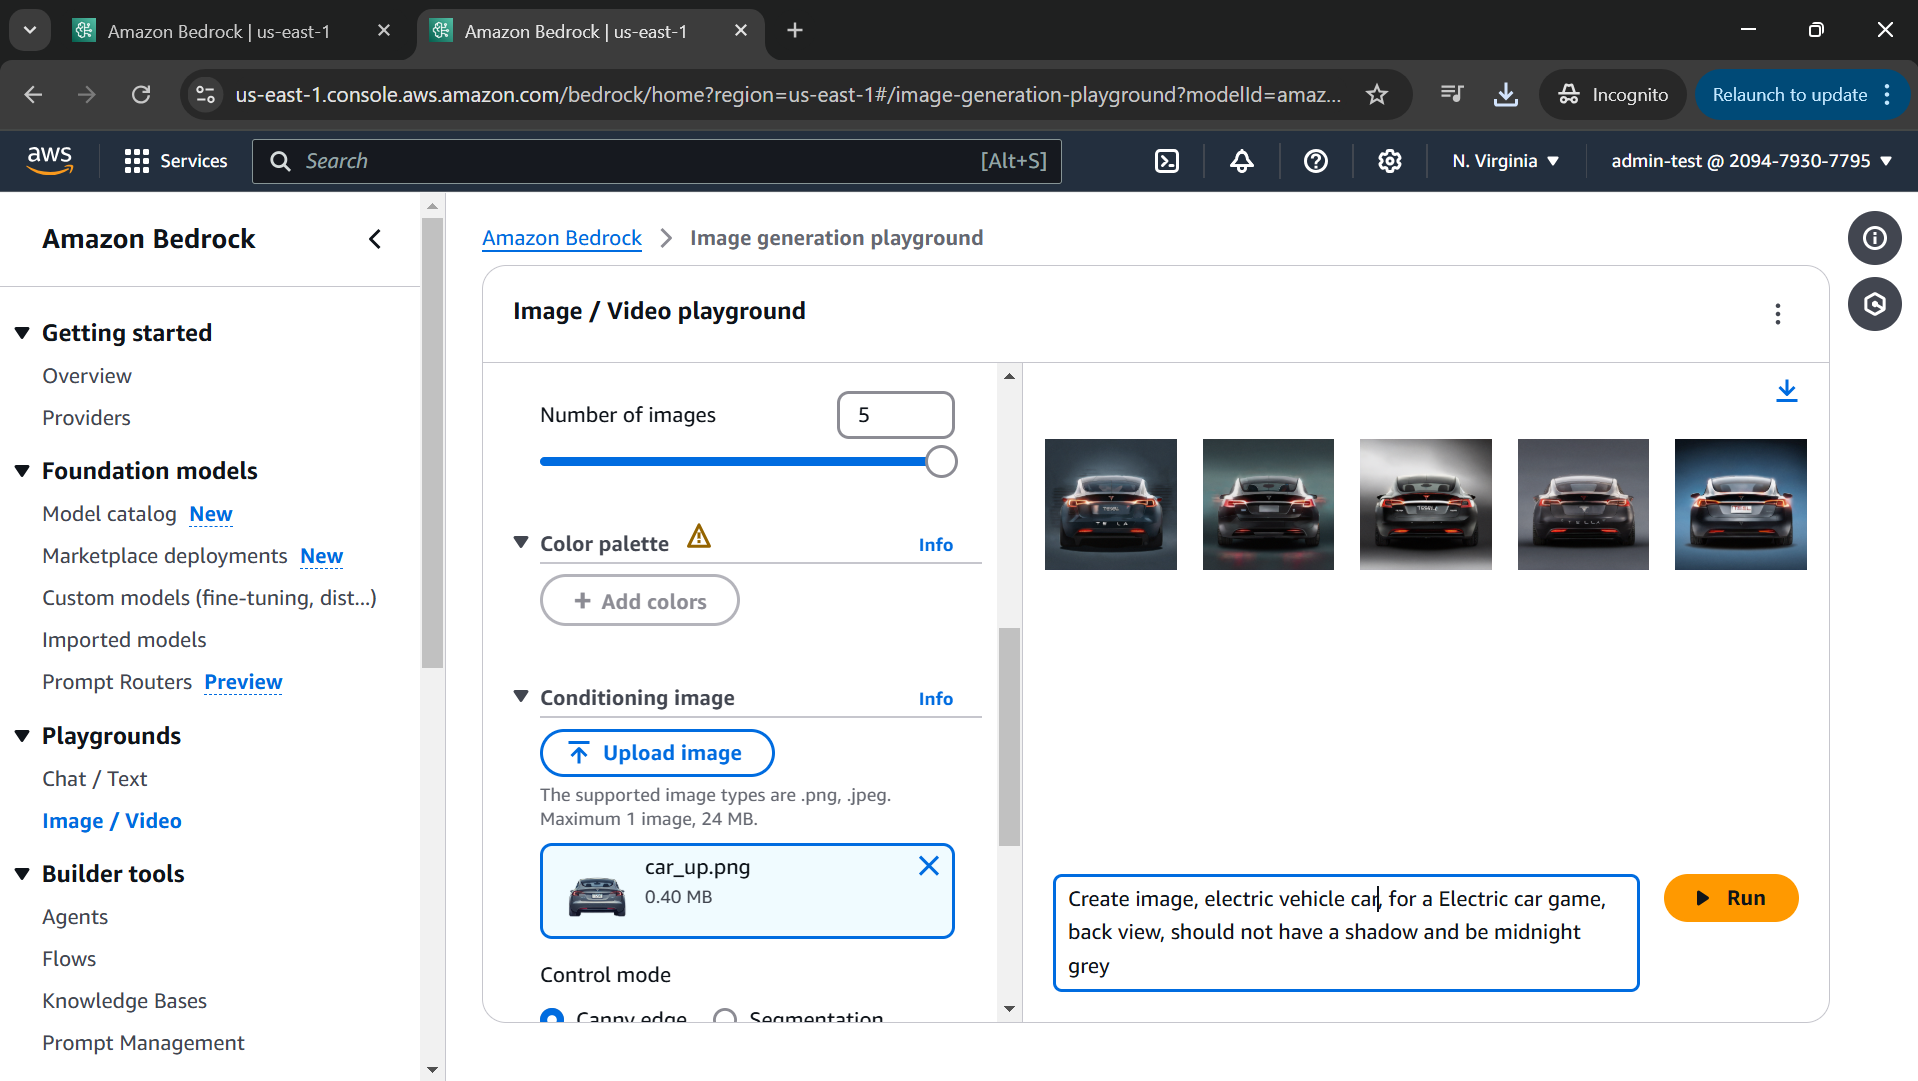 Amazon Bedrock | us-east-1
Amazon Bedrock | us-east-1
us-east-1.console.aws.amazon.com/bedrock/home?region=us-east-1#/image-generation-playground?modelId=amaz...
Incognito
Relaunch to update
aws
Services
Search
[Alt+S]
N. Virginia
admin-test @ 2094-7930-7795
Amazon Bedrock
Getting started
Overview
Providers
Foundation models
Model catalog New
Marketplace deployments New
Custom models (fine-tuning, dist...)
Imported models
Prompt Routers Preview
Playgrounds
Chat / Text
Image / Video
Builder tools
Agents
Flows
Knowledge Bases
Prompt Management
Amazon Bedrock > Image generation playground
Image / Video playground
Number of images
5
Color palette
Info
+ Add colors
Conditioning image
Info
Upload image
The supported image types are .png, .jpeg.
Maximum 1 image, 24 MB.
car_up.png
0.40 MB
Control mode
Canny edge
Segmentation
Create image, electric vehicle car, for a Electric car game,
back view, should not have a shadow and be midnight
grey
Run